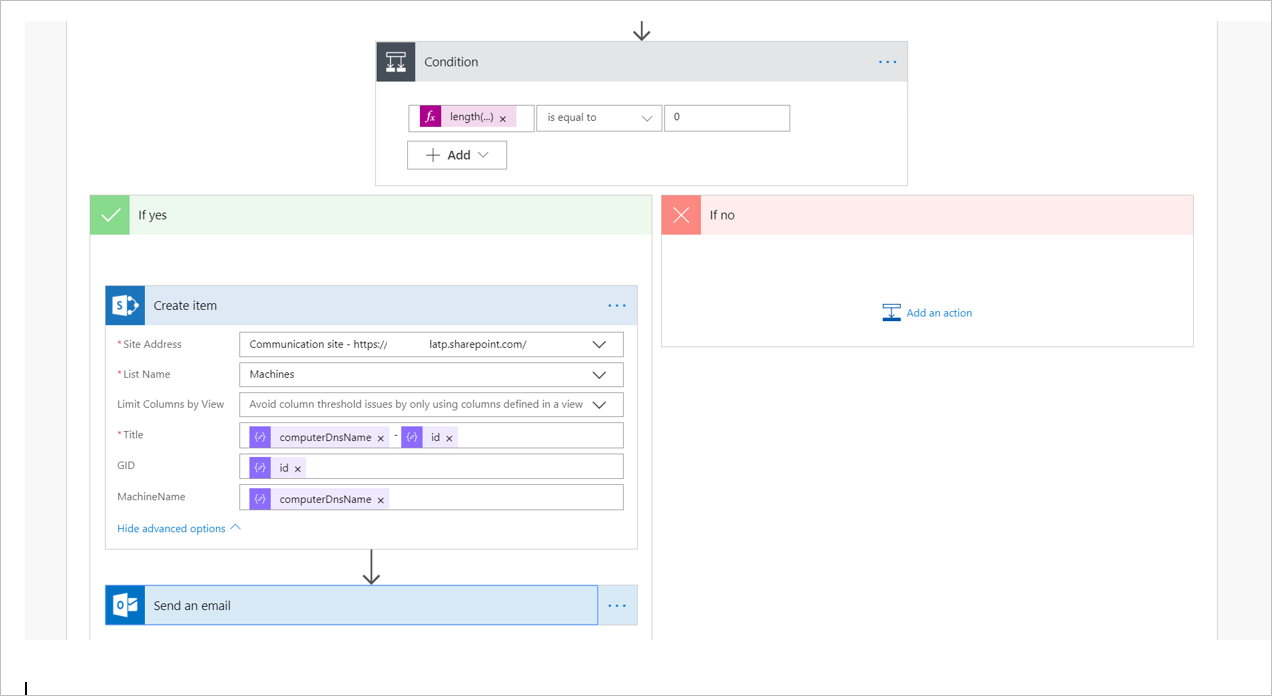 Condition
fx length(...) × is equal to 0
Add
If yes
If no
Create item
Add an action
* Site Address Communication site - https:// latp.sharepoint.com/
* List Name Machines
Limit Columns by View Avoid column threshold issues by only using columns defined in a view
* Title computerDnsName × - id ×
GID id ×
MachineName computerDnsName ×
Hide advanced options
Send an email